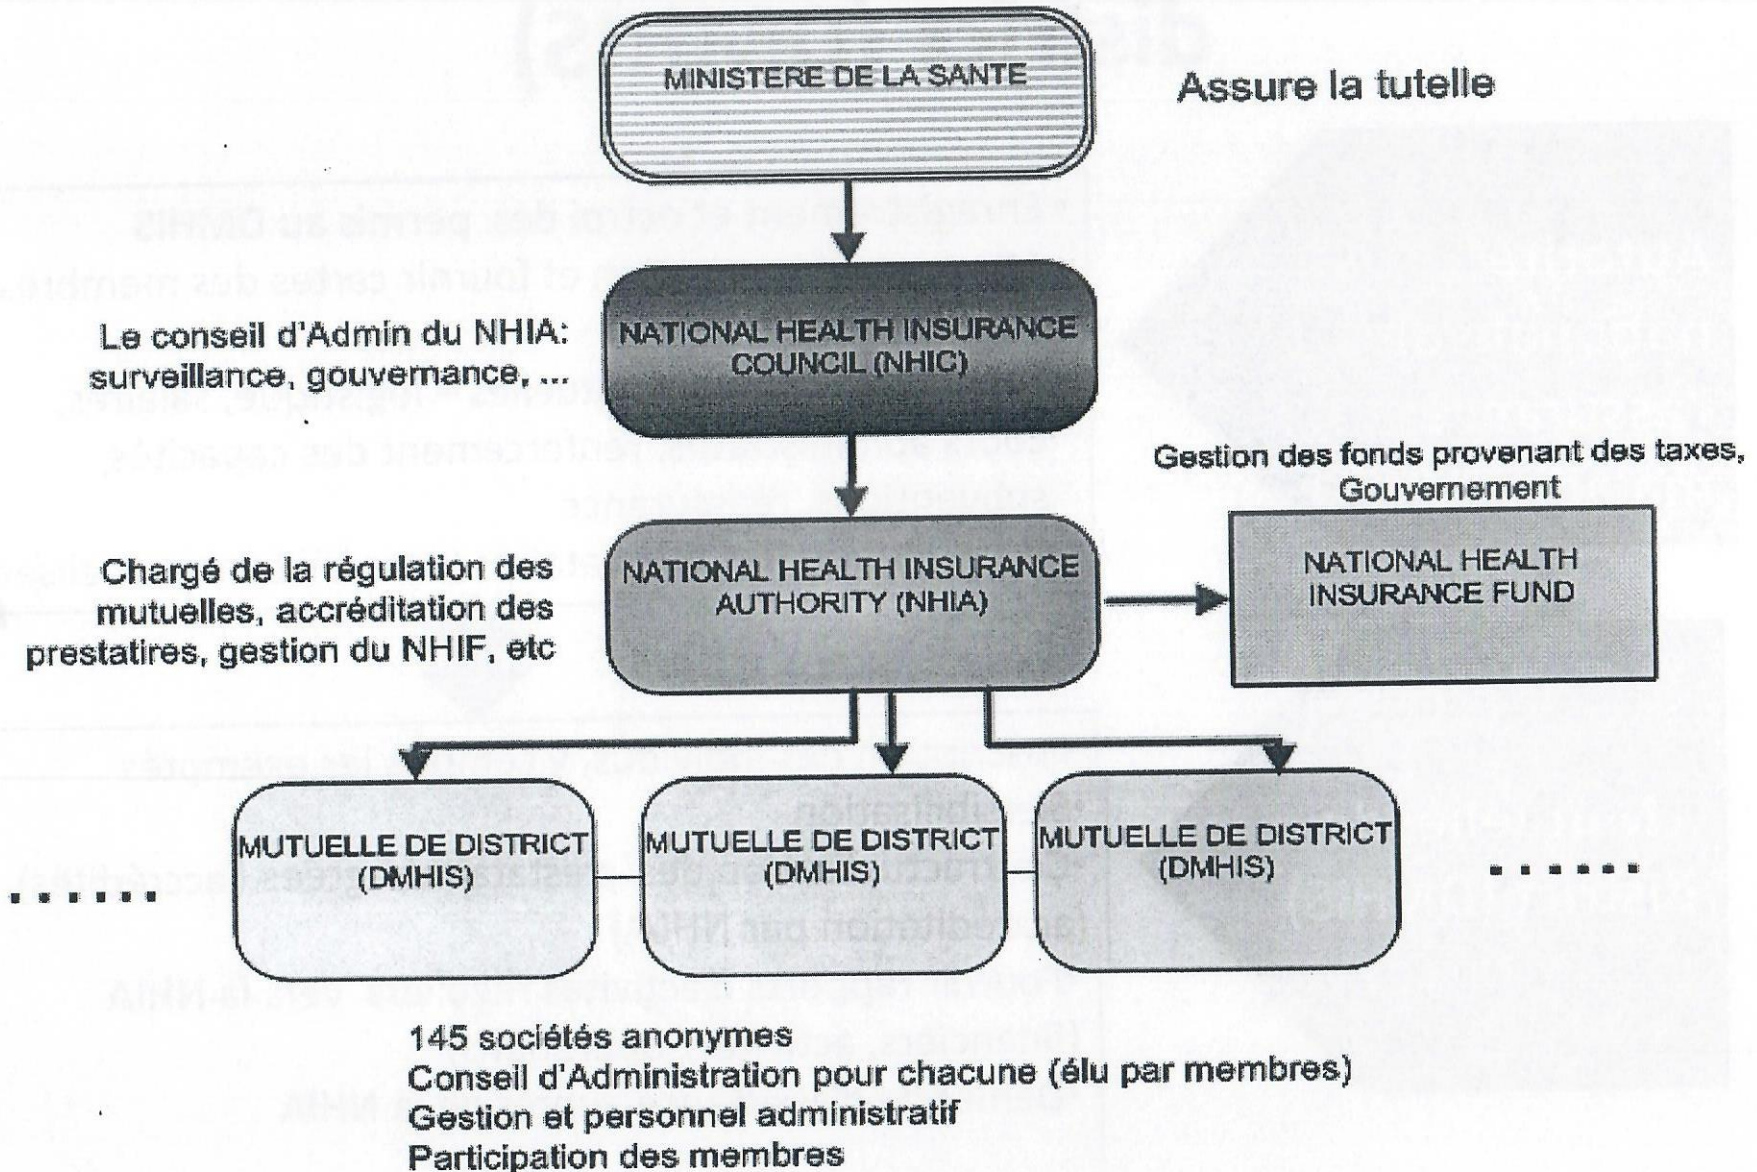 MINISTERE DE LA SANTE
Assure la tutelle
Le conseil d'Admin du NHIA:
surveillance, gouvernance, ...
NATIONAL HEALTH INSURANCE
COUNCIL (NHIC)
Gestion des fonds provenant des taxes,
Gouvernement
Chargé de la régulation des
mutuelles, accréditation des
prestatires, gestion du NHIF, etc
NATIONAL HEALTH INSURANCE
AUTHORITY (NHIA)
NATIONAL HEALTH
INSURANCE FUND
MUTUELLE DE DISTRICT
(DMHIS)
MUTUELLE DE DISTRICT
(DMHIS)
MUTUELLE DE DISTRICT
(DMHIS)
145 sociétés anonymes
Conseil d'Administration pour chacune (élu par membres)
Gestion et personnel administratif
Participation des membres